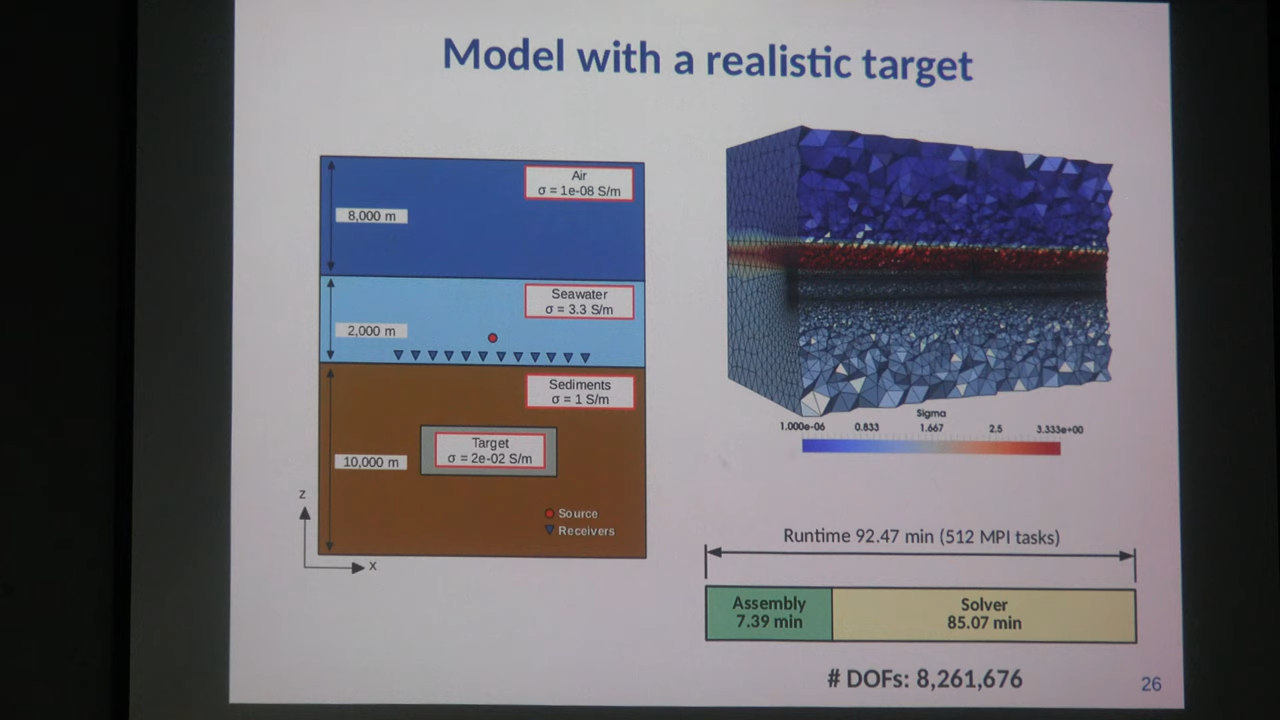 Model with a realistic target
Air
σ = 1e-08 S/m
8,000 m
Seawater
σ = 3.3 S/m
2,000 m
Sediments
σ = 1 S/m
Target
σ = 2e-02 S/m
10,000 m
Source
Receivers
z
x
Sigma
1.000e-06 0.833 1.667 2.5 3.333e+00
Runtime 92.47 min (512 MPI tasks)
Assembly
7.39 min
Solver
85.07 min
# DOFs: 8,261,676
26